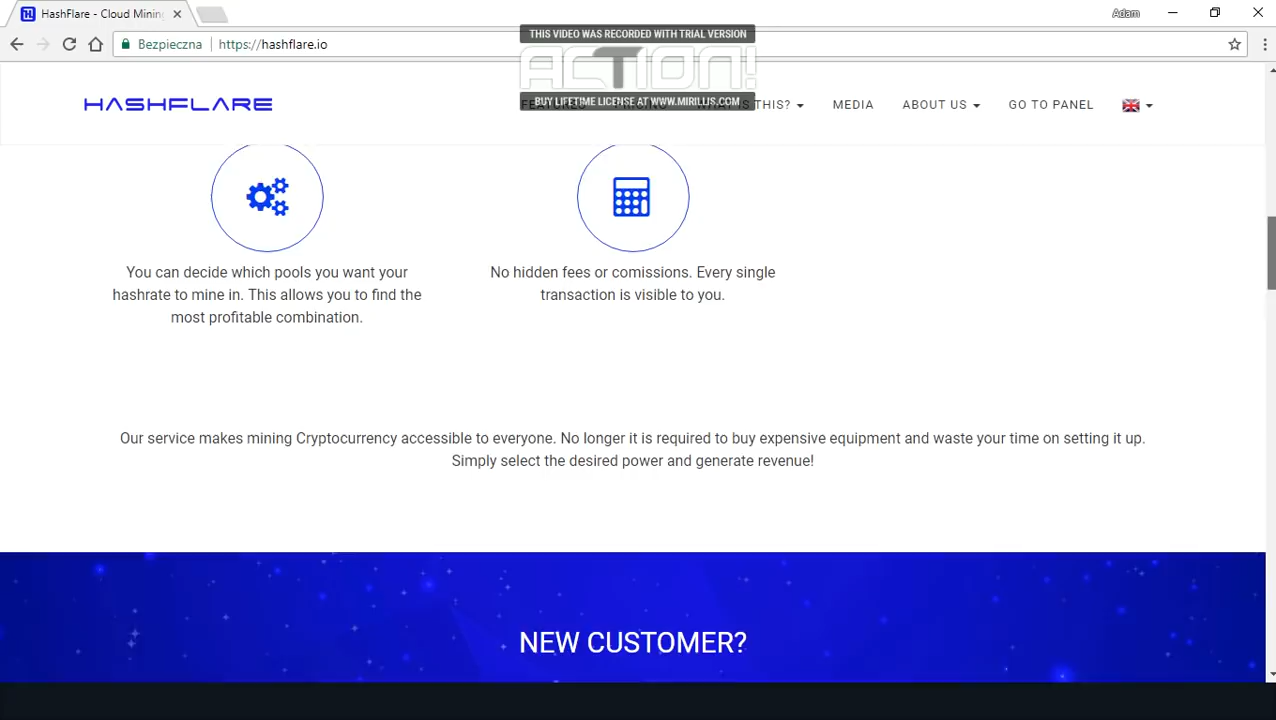 HashFlare - Cloud Mining
Adam
Bezpieczna
https://hashflare.io
THIS VIDEO WAS RECORDED WITH TRIAL VERSION
ACTION!
BUY LIFETIME LICENSE AT WWW.MIRILLIS.COM
HASHFLARE
THIS?
MEDIA
ABOUT US
GO TO PANEL
You can decide which pools you want your
hashrate to mine in. This allows you to find the
most profitable combination.
No hidden fees or comissions. Every single
transaction is visible to you.
Our service makes mining Cryptocurrency accessible to everyone. No longer it is required to buy expensive equipment and waste your time on setting it up.
Simply select the desired power and generate revenue!
NEW CUSTOMER?